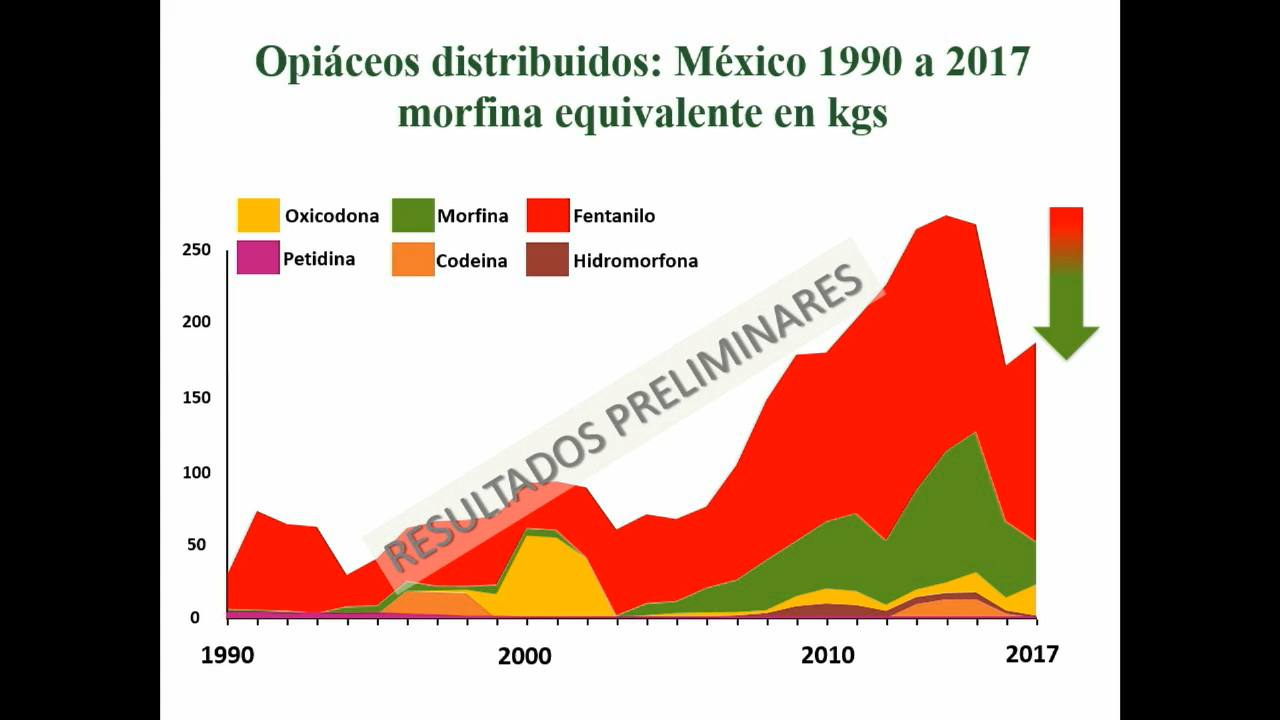 Opiáceos distribuidos: México 1990 a 2017
morfina equivalente en kgs
Oxicodona Morfina Fentanilo
Petidina Codeina Hidromorfona
250
200
150
100
50
0
RESULTADOS PRELIMINARES
1990 2000 2010 2017